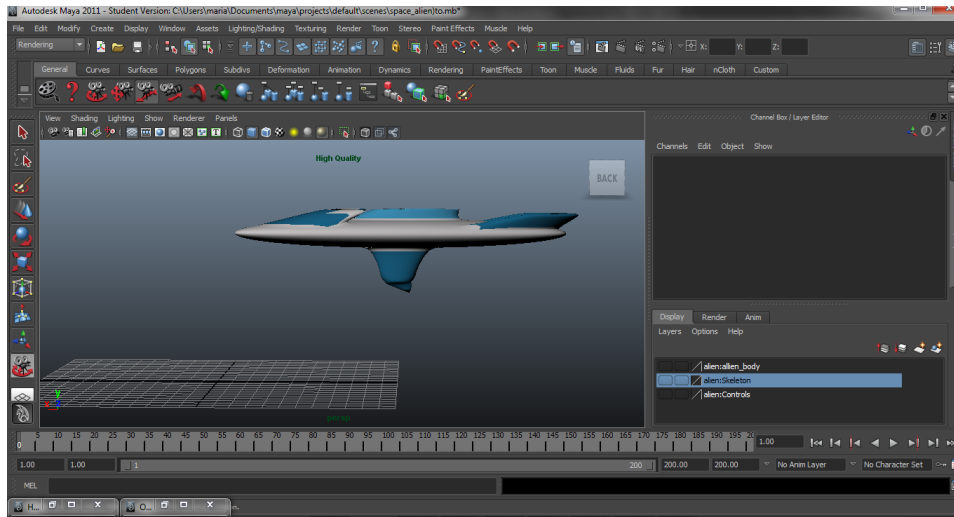 Autodesk Maya 2011 - Student Version: C:\Users\maria\Documents\maya\projects\default\scenes\space_alien)to.mb*
File Edit Modify Create Display Window Assets Lighting/Shading Texturing Render Toon Stereo Paint Effects Muscle Help
Rendering X: Y: Z:
General Curves Surfaces Polygons Subdivs Deformation Animation Dynamics Rendering PaintEffects Toon Muscle Fluids Fur Hair nCloth Custom
View Shading Lighting Show Renderer Panels
Channel Box / Layer Editor
Channels Edit Object Show
High Quality
BACK
Display Render Anim
Layers Options Help
alien:allien_body
alien:Skeleton
alien:Controls
persp
0 5 10 15 20 25 30 35 40 45 50 55 60 65 70 75 80 85 90 95 100 105 110 115 120 125 130 135 140 145 150 155 160 165 170 175 180 185 190 195 1.00
1.00 1.00 1 200 200.00 200.00 No Anim Layer No Character Set
MEL
H... O...